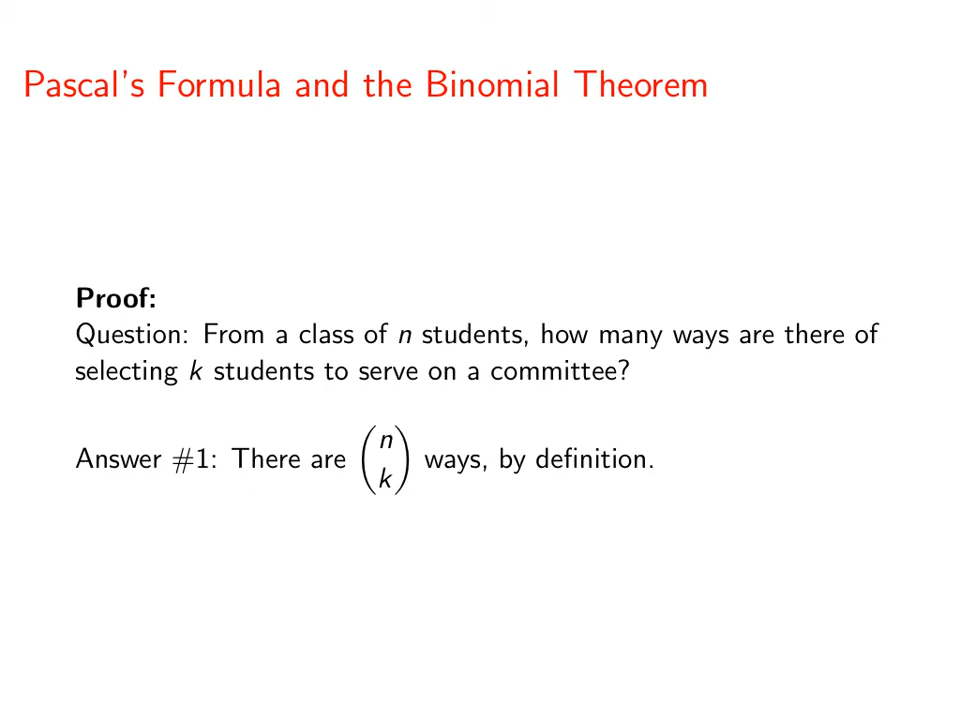 Pascal's Formula and the Binomial Theorem
Proof:
Question: From a class of n students, how many ways are there of
selecting k students to serve on a committee?
Answer #1: There are (n k) ways, by definition.